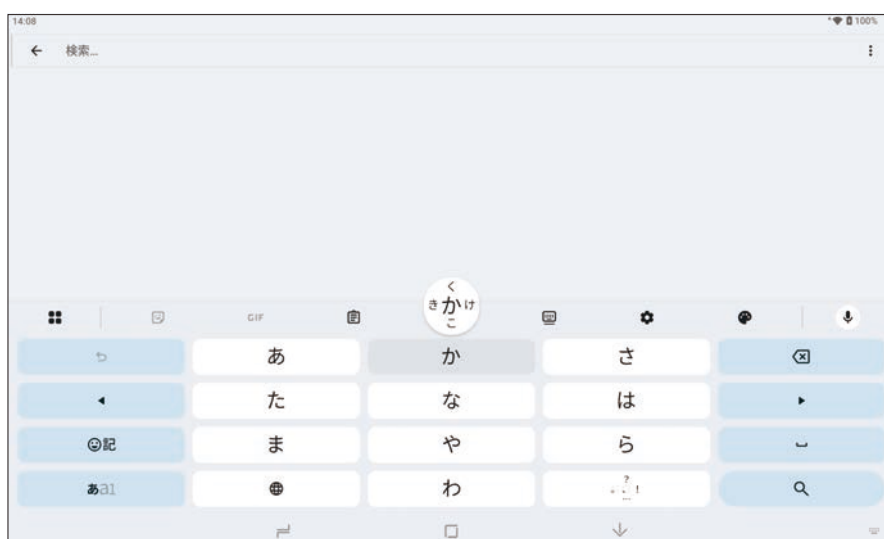 14:08 100%
検索...
く
きかけ
こ
GIF
あ か さ
た な は
記 ま や ら
あa1 わ 、。?!…